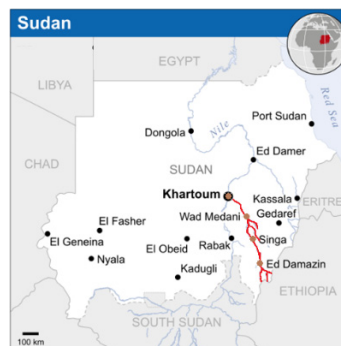 Sudan
EGYPT
LIBYA
Red Sea
Port Sudan
Nile
Dongola
Ed Damer
CHAD
SUDAN
Khartoum
Kassala
ERITRE
Wad Medani
Gedaref
El Fasher
El Geneina
El Obeid
Rabak
Singa
Nyala
Kadugli
Ed Damazin
ETHIOPIA
SOUTH SUDAN
100 km